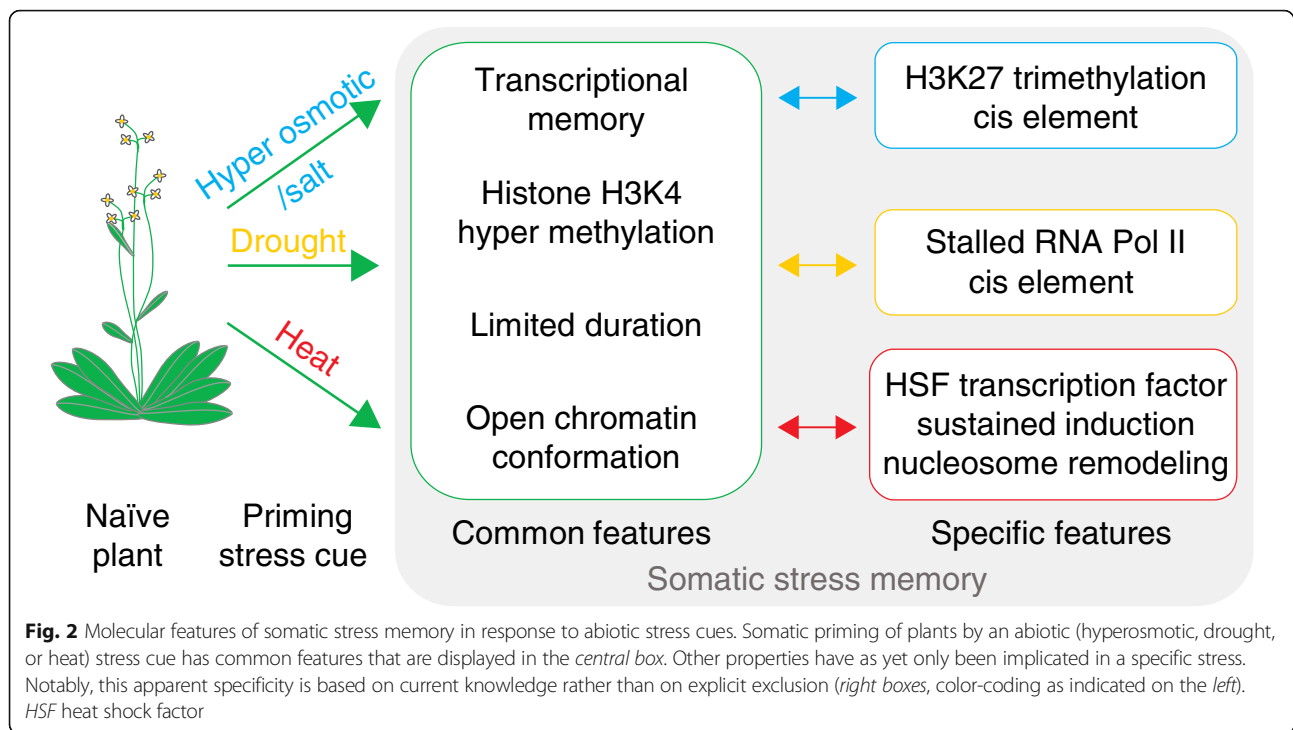 Hyper osmotic
/salt
Drought
Heat
Naïve
plant
Priming
stress cue
Transcriptional
memory
Histone H3K4
hyper methylation
Limited duration
Open chromatin
conformation
Common features
H3K27 trimethylation
cis element
Stalled RNA Pol II
cis element
HSF transcription factor
sustained induction
nucleosome remodeling
Specific features
Somatic stress memory
Fig. 2 Molecular features of somatic stress memory in response to abiotic stress cues. Somatic priming of plants by an abiotic (hyperosmotic, drought,
or heat) stress cue has common features that are displayed in the central box. Other properties have as yet only been implicated in a specific stress.
Notably, this apparent specificity is based on current knowledge rather than on explicit exclusion (right boxes, color-coding as indicated on the left).
HSF heat shock factor